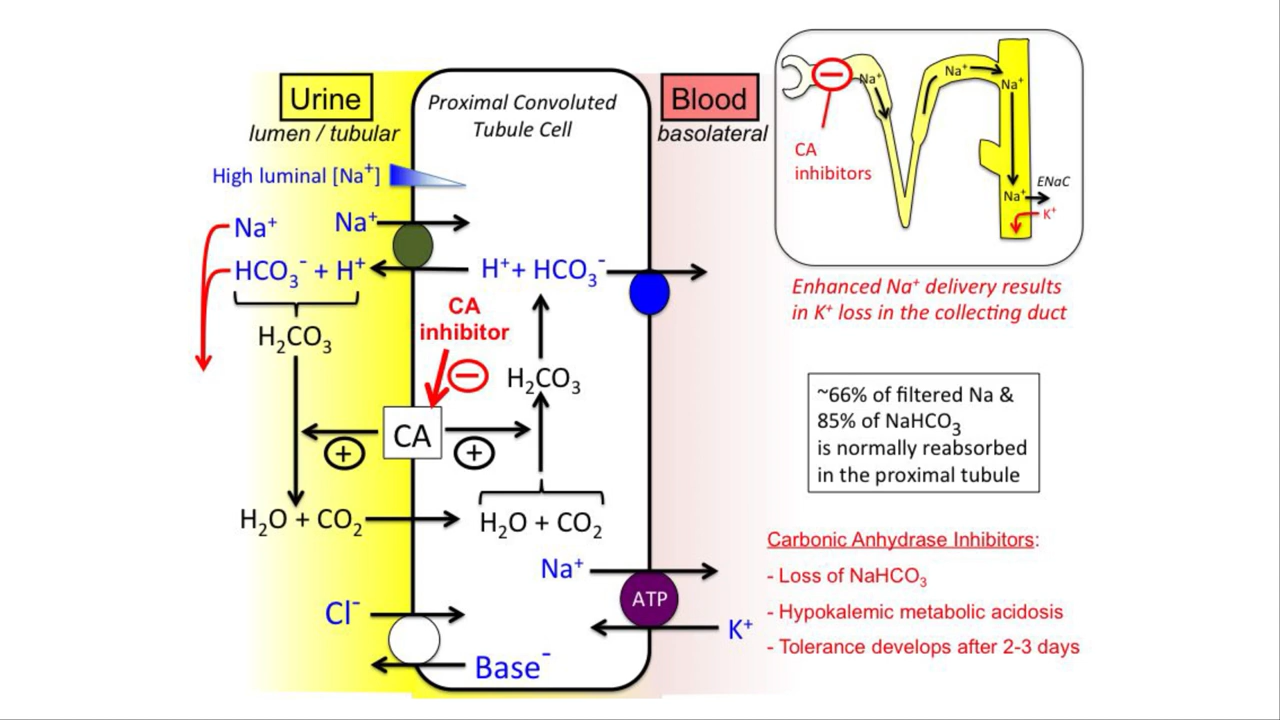 Urine
lumen / tubular
Proximal Convoluted
Tubule Cell
Blood
basolateral
High luminal [Na⁺]
Na⁺
Na⁺
HCO₃⁻ + H⁺
H⁺+ HCO₃⁻
CA
inhibitor
−
H₂CO₃
H₂CO₃
CA
+
+
H₂O + CO₂
H₂O + CO₂
Na⁺
ATP
K⁺
Cl⁻
Base⁻
Na⁺
Na⁺
Na⁺
−
CA
inhibitors
Na⁺
ENaC
K⁺
Enhanced Na⁺ delivery results
in K⁺ loss in the collecting duct
~66% of filtered Na &
85% of NaHCO₃
is normally reabsorbed
in the proximal tubule
Carbonic Anhydrase Inhibitors:
- Loss of NaHCO₃
- Hypokalemic metabolic acidosis
- Tolerance develops after 2-3 days